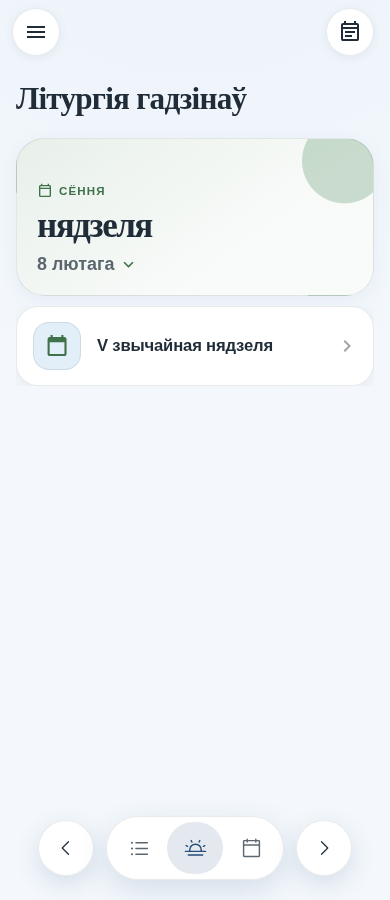 Літургія гадзінаў
СЁННЯ
нядзеля
8 лютага
V звычайная нядзеля